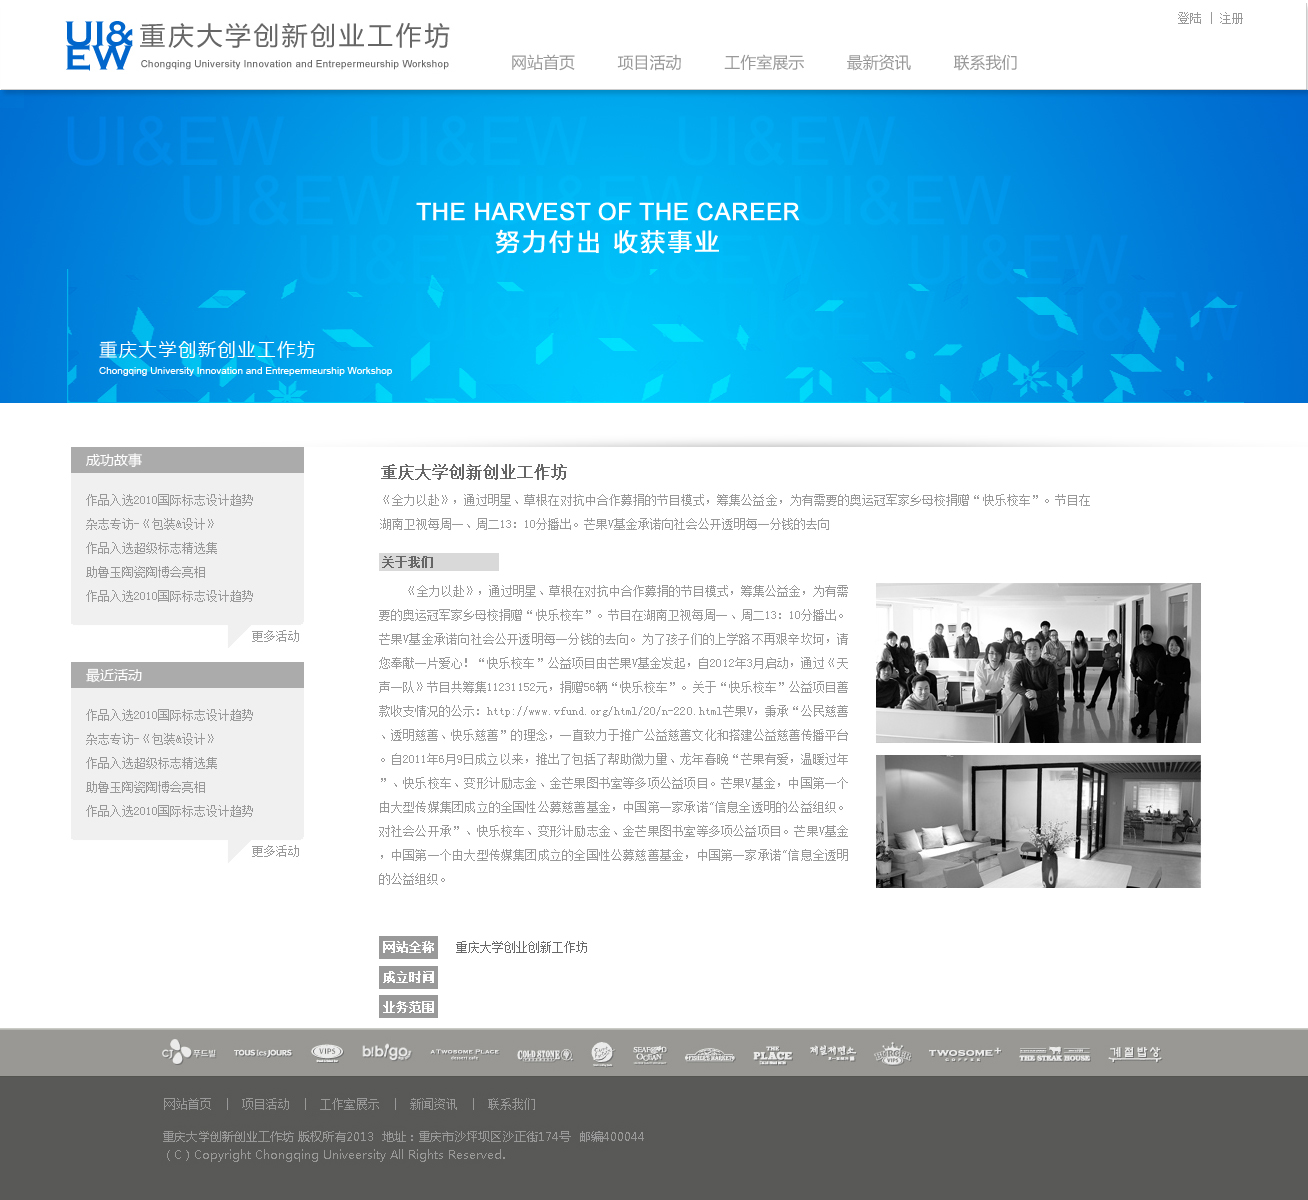 登陆 | 注册
UI&EW
重庆大学创新创业工作坊
Chongqing University Innovation and Entrepermeurship Workshop
网站首页 项目活动 工作室展示 最新资讯 联系我们
UI&EW UI&EW UI&EW
UI&EW UI&EW UI&EW
THE HARVEST OF THE CAREER
努力付出 收获事业
UI&EW UI&EW UI&EW
UI&EW UI&EW UI&EW
重庆大学创新创业工作坊
Chongqing University Innovation and Entrepermeurship Workshop
成功故事
作品入选2010国际标志设计趋势
杂志专访-《包装&设计》
作品入选超级标志精选集
助鲁玉陶瓷陶博会亮相
作品入选2010国际标志设计趋势
更多活动
最近活动
作品入选2010国际标志设计趋势
杂志专访-《包装&设计》
作品入选超级标志精选集
助鲁玉陶瓷陶博会亮相
作品入选2010国际标志设计趋势
更多活动
重庆大学创新创业工作坊
《全力以赴》，通过明星、草根在对抗中合作募捐的节目模式，筹集公益金，为有需要的奥运冠军家乡母校捐赠“快乐校车”。节目在
湖南卫视每周一、周二13：10分播出。芒果V基金承诺向社会公开透明每一分钱的去向
关于我们
《全力以赴》，通过明星、草根在对抗中合作募捐的节目模式，筹集公益金，为有需
要的奥运冠军家乡母校捐赠“快乐校车”。节目在湖南卫视每周一、周二13：10分播出。
芒果V基金承诺向社会公开透明每一分钱的去向。为了孩子们的上学路不再艰辛坎坷，请
您奉献一片爱心！“快乐校车”公益项目由芒果V基金发起，自2012年3月启动，通过《天
声一队》节目共筹集11231152元，捐赠56辆“快乐校车”。关于“快乐校车”公益项目善
款收支情况的公示：http://www.vfund.org/html/20/n-220.html芒果V，秉承“公民慈善
、透明慈善、快乐慈善”的理念，一直致力于推广公益慈善文化和搭建公益慈善传播平台
。自2011年6月9日成立以来，推出了包括了帮助微力量、龙年春晚“芒果有爱，温暖过年
”、快乐校车、变形计励志金、金芒果图书室等多项公益项目。芒果V基金，中国第一个
由大型传媒集团成立的全国性公募慈善基金，中国第一家承诺“信息全透明的公益组织。
对社会公开承”、快乐校车、变形计励志金、金芒果图书室等多项公益项目。芒果V基金
，中国第一个由大型传媒集团成立的全国性公募慈善基金，中国第一家承诺“信息全透明
的公益组织。
网站全称 重庆大学创业创新工作坊
成立时间
业务范围
CJ 푸드빌 TOUS les JOURS VIPS bibigo A TWOSOME PLACE COLD STONE SEAFOOD OCEAN FISHER'S MARKET THE PLACE 제일제면소 BURGER VIPS TWOSOME+ COFFEE THE STEAK HOUSE 계절밥상
网站首页 | 项目活动 | 工作室展示 | 新闻资讯 | 联系我们
重庆大学创新创业工作坊 版权所有2013 地址：重庆市沙坪坝区沙正街174号 邮编400044
( C ) Copyright Chongqing Univeersity All Rights Reserved.